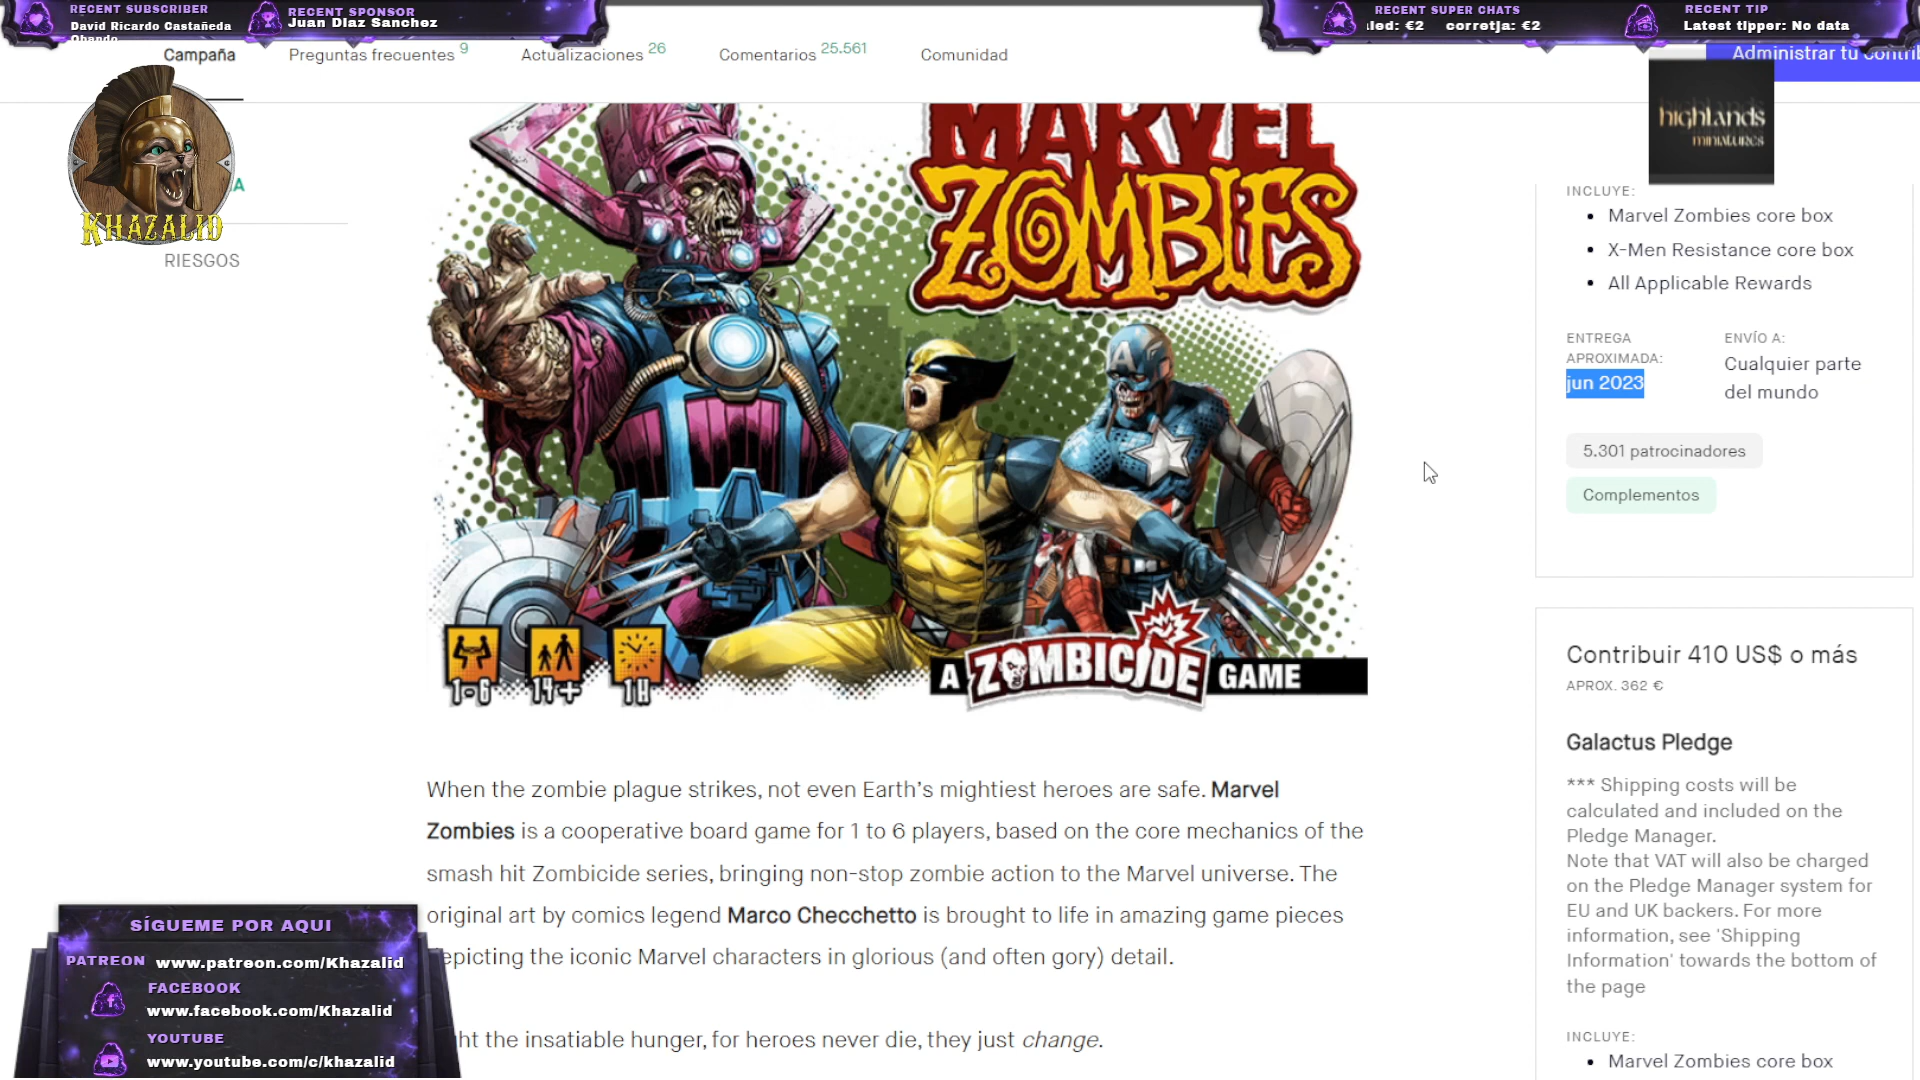 RECENT SUBSCRIBER
David Ricardo Castañeda
Obando
RECENT SPONSOR
Juan Diaz Sanchez
RECENT SUPER CHATS
led: €2 corretja: €2
RECENT TIP
Latest tipper: No data
Campaña
Preguntas frecuentes 9
Actualizaciones 26
Comentarios 25.561
Comunidad
Administrar tu contrib
highlands
miniatures
A
KHAZALID
RIESGOS
MARVEL
ZOMBIES
1-6
14+
1H
A ZOMBICIDE GAME
When the zombie plague strikes, not even Earth's mightiest heroes are safe. Marvel
Zombies is a cooperative board game for 1 to 6 players, based on the core mechanics of the
smash hit Zombicide series, bringing non-stop zombie action to the Marvel universe. The
original art by comics legend Marco Checchetto is brought to life in amazing game pieces
epicting the iconic Marvel characters in glorious (and often gory) detail.
ht the insatiable hunger, for heroes never die, they just change.
INCLUYE:
• Marvel Zombies core box
• X-Men Resistance core box
• All Applicable Rewards
ENTREGA
APROXIMADA:
jun 2023
ENVÍO A:
Cualquier parte
del mundo
5.301 patrocinadores
Complementos
Contribuir 410 US$ o más
APROX. 362 €
Galactus Pledge
*** Shipping costs will be
calculated and included on the
Pledge Manager.
Note that VAT will also be charged
on the Pledge Manager system for
EU and UK backers. For more
information, see 'Shipping
Information' towards the bottom of
the page
INCLUYE:
• Marvel Zombies core box
SÍGUEME POR AQUI
PATREON www.patreon.com/Khazalid
FACEBOOK
www.facebook.com/Khazalid
YOUTUBE
www.youtube.com/c/khazalid